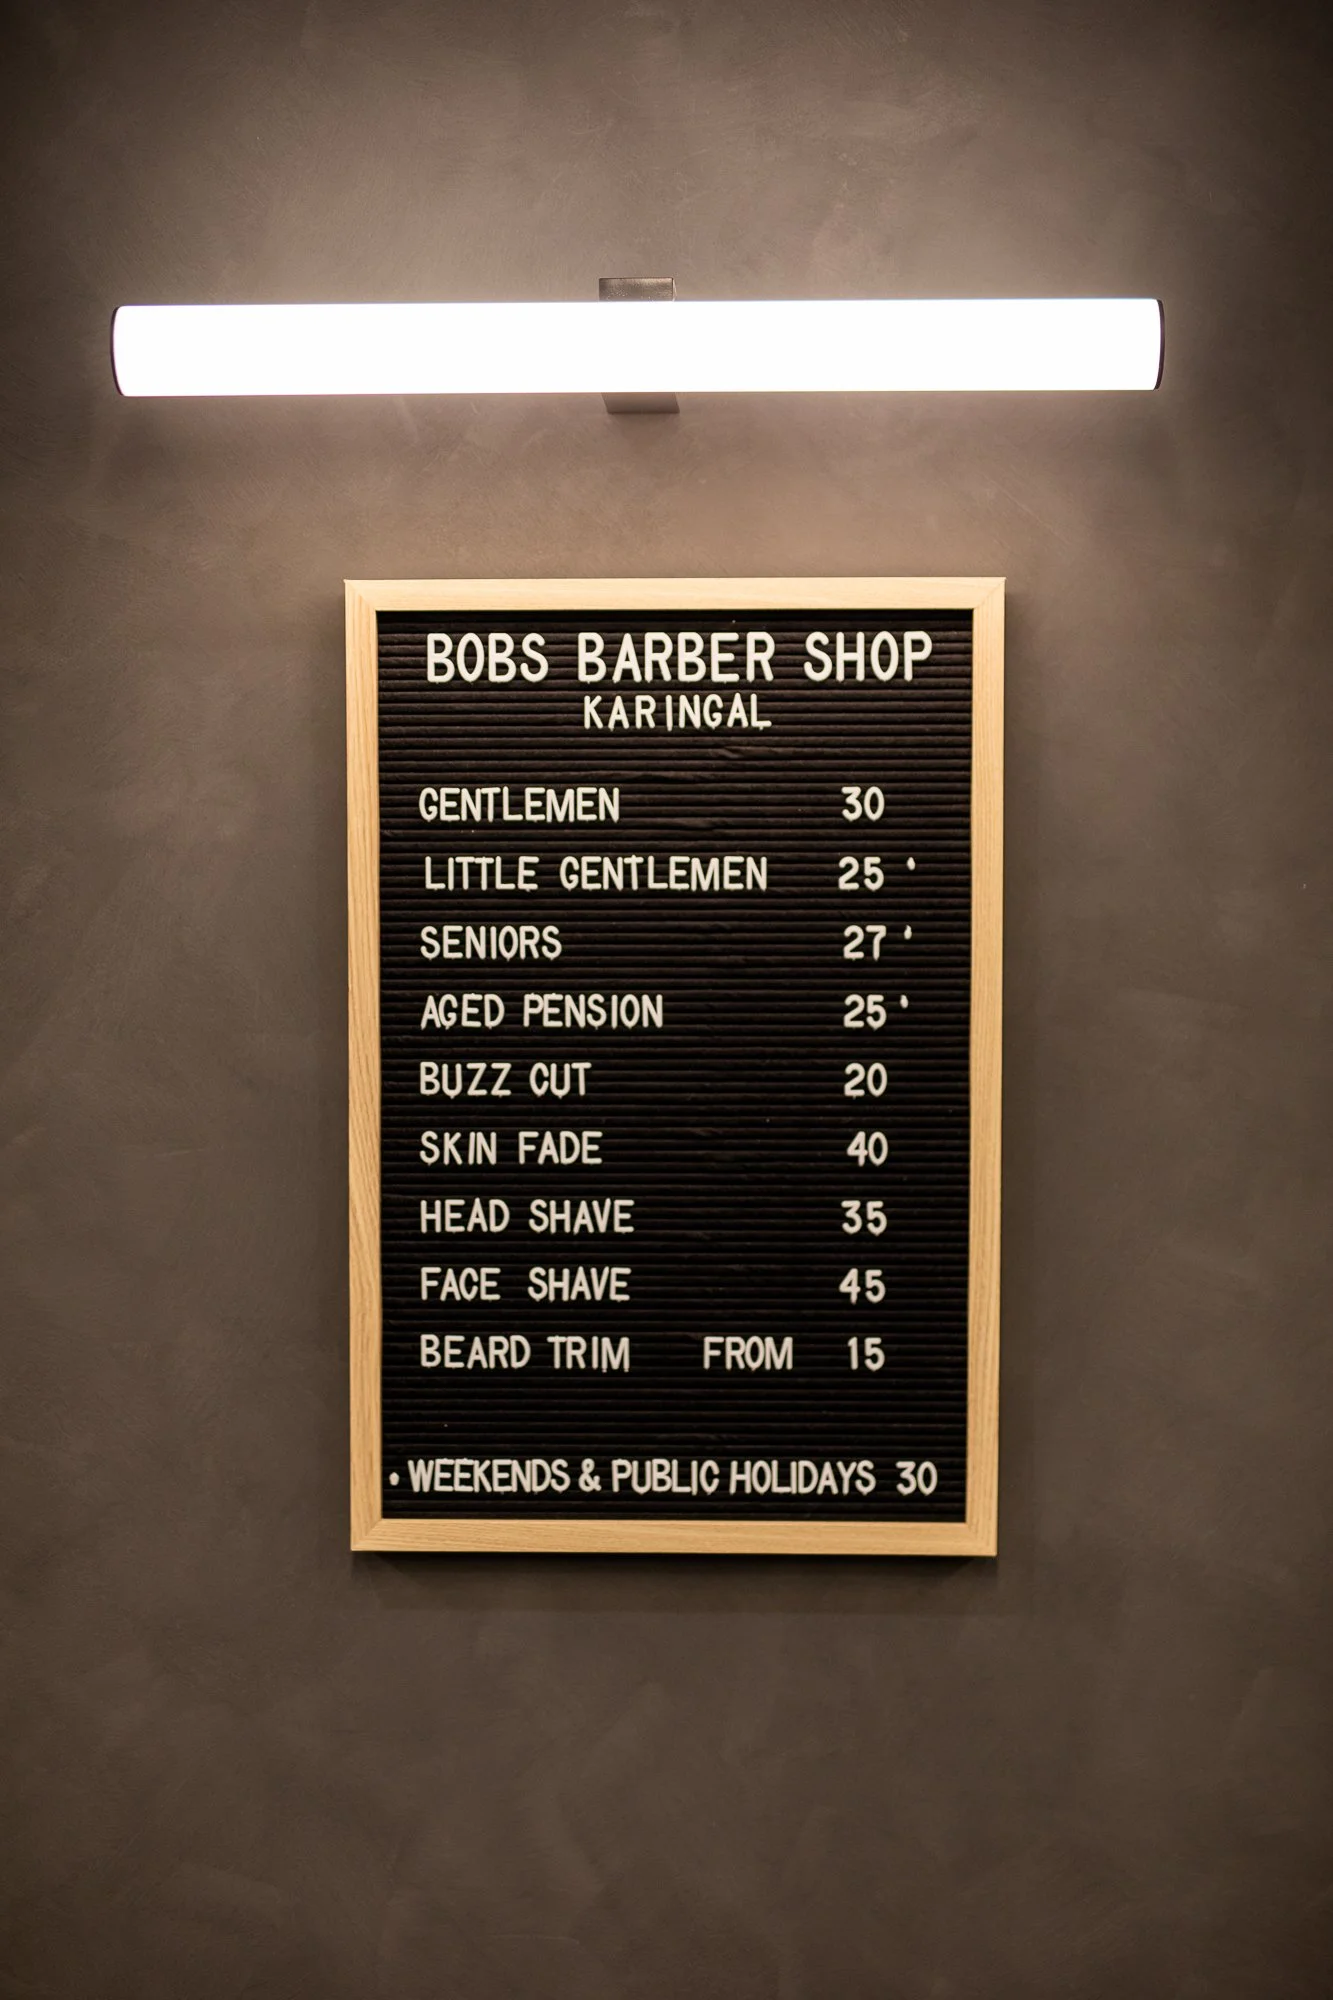 BOBS BARBER SHOP
KARINGAL
GENTLEMEN 30
LITTLE GENTLEMEN 25 '
SENIORS 27 '
AGED PENSION 25 '
BUZZ CUT 20
SKIN FADE 40
HEAD SHAVE 35
FACE SHAVE 45
BEARD TRIM FROM 15
• WEEKENDS & PUBLIC HOLIDAYS 30